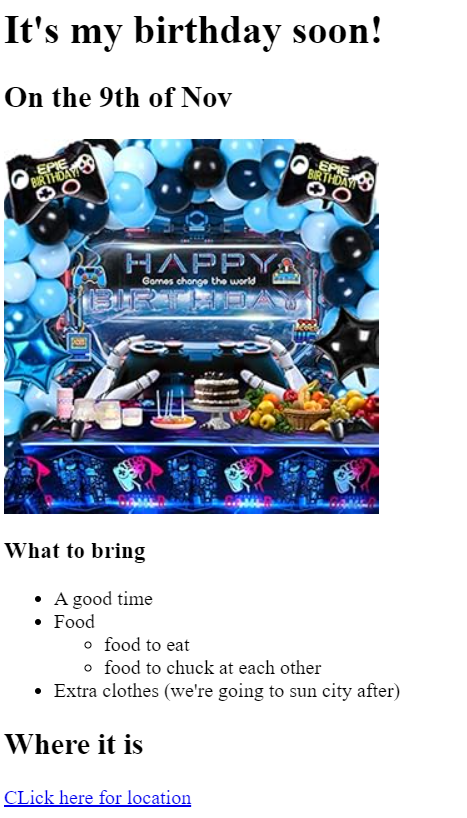 It's my birthday soon!
On the 9th of Nov
EPIC
BIRTHDAY!
EPIC
BIRTHDAY!
HAPPY
Games change the world
BIRTHDAY
What to bring
A good time
Food
food to eat
food to chuck at each other
Extra clothes (we're going to sun city after)
Where it is
CLick here for location